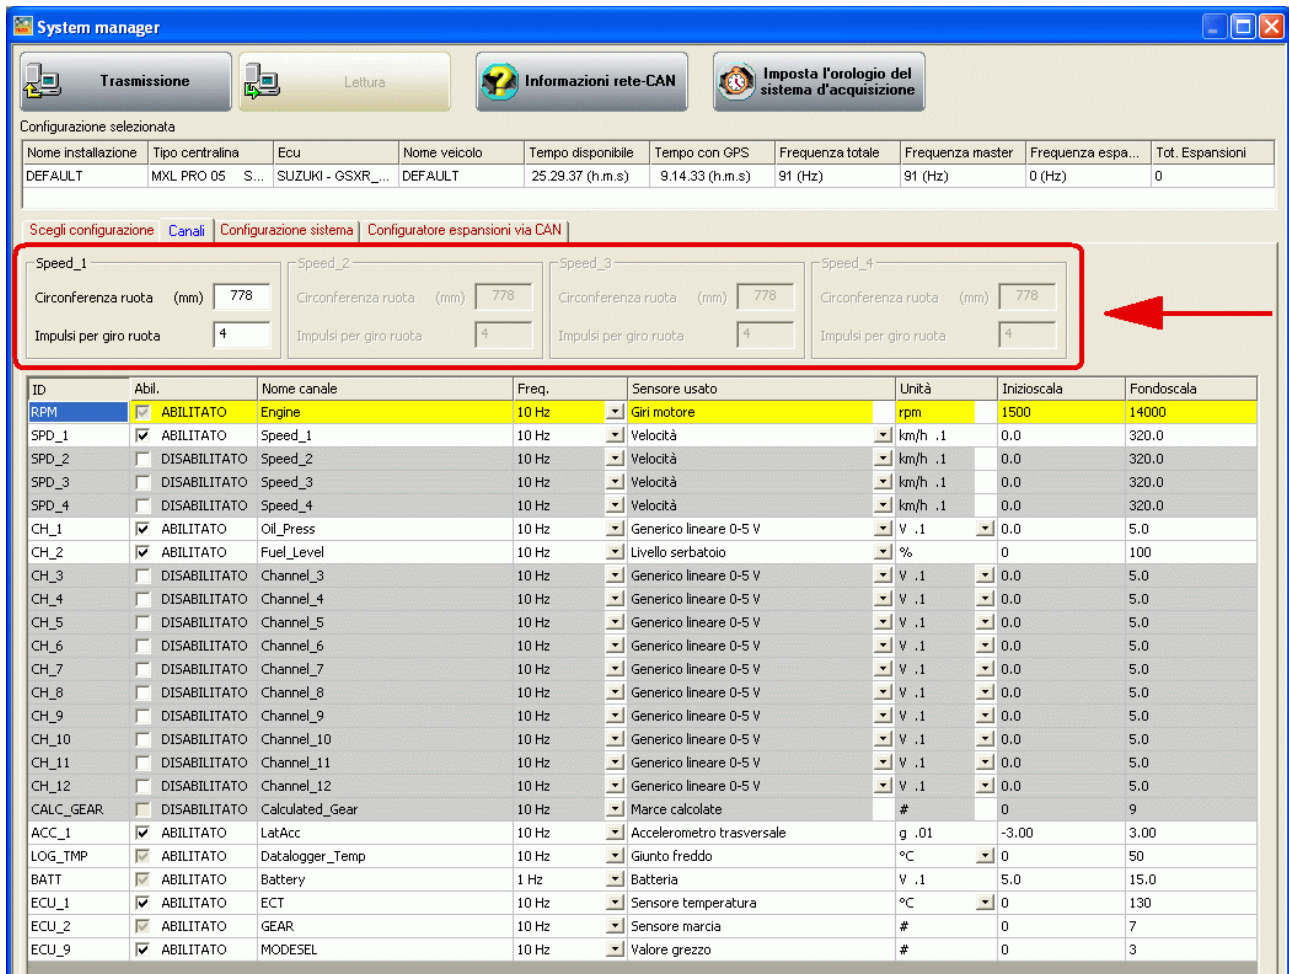 System manager
Trasmissione
Lettura
Informazioni rete-CAN
Imposta l'orologio del
sistema d'acquisizione
Configurazione selezionata
Nome installazione Tipo centralina Ecu Nome veicolo Tempo disponibile Tempo con GPS Frequenza totale Frequenza master Frequenza espa... Tot. Espansioni
DEFAULT MXL PRO 05 S... SUZUKI - GSXR_... DEFAULT 25.29.37 (h.m.s) 9.14.33 (h.m.s) 91 (Hz) 91 (Hz) 0 (Hz) 0
Scegli configurazione Canali Configurazione sistema Configuratore espansioni via CAN
Speed_1 Speed_2 Speed_3 Speed_4
Circonferenza ruota (mm) 778 Circonferenza ruota (mm) 778 Circonferenza ruota (mm) 778 Circonferenza ruota (mm) 778
Impulsi per giro ruota 4 Impulsi per giro ruota 4 Impulsi per giro ruota 4 Impulsi per giro ruota 4
ID Abil. Nome canale Freq. Sensore usato Unità Inizioscala Fondoscala
RPM ABILITATO Engine 10 Hz Giri motore rpm 1500 14000
SPD_1 ABILITATO Speed_1 10 Hz Velocità km/h .1 0.0 320.0
SPD_2 DISABILITATO Speed_2 10 Hz Velocità km/h .1 0.0 320.0
SPD_3 DISABILITATO Speed_3 10 Hz Velocità km/h .1 0.0 320.0
SPD_4 DISABILITATO Speed_4 10 Hz Velocità km/h .1 0.0 320.0
CH_1 ABILITATO Oil_Press 10 Hz Generico lineare 0-5 V V .1 0.0 5.0
CH_2 ABILITATO Fuel_Level 10 Hz Livello serbatoio % 0 100
CH_3 DISABILITATO Channel_3 10 Hz Generico lineare 0-5 V V .1 0.0 5.0
CH_4 DISABILITATO Channel_4 10 Hz Generico lineare 0-5 V V .1 0.0 5.0
CH_5 DISABILITATO Channel_5 10 Hz Generico lineare 0-5 V V .1 0.0 5.0
CH_6 DISABILITATO Channel_6 10 Hz Generico lineare 0-5 V V .1 0.0 5.0
CH_7 DISABILITATO Channel_7 10 Hz Generico lineare 0-5 V V .1 0.0 5.0
CH_8 DISABILITATO Channel_8 10 Hz Generico lineare 0-5 V V .1 0.0 5.0
CH_9 DISABILITATO Channel_9 10 Hz Generico lineare 0-5 V V .1 0.0 5.0
CH_10 DISABILITATO Channel_10 10 Hz Generico lineare 0-5 V V .1 0.0 5.0
CH_11 DISABILITATO Channel_11 10 Hz Generico lineare 0-5 V V .1 0.0 5.0
CH_12 DISABILITATO Channel_12 10 Hz Generico lineare 0-5 V V .1 0.0 5.0
CALC_GEAR DISABILITATO Calculated_Gear 10 Hz Marce calcolate # 0 9
ACC_1 ABILITATO LatAcc 10 Hz Accelerometro trasversale g .01 -3.00 3.00
LOG_TMP ABILITATO Datalogger_Temp 10 Hz Giunto freddo °C 0 50
BATT ABILITATO Battery 1 Hz Batteria V .1 5.0 15.0
ECU_1 ABILITATO ECT 10 Hz Sensore temperatura °C 0 130
ECU_2 ABILITATO GEAR 10 Hz Sensore marcia # 0 7
ECU_9 ABILITATO MODESEL 10 Hz Valore grezzo # 0 3